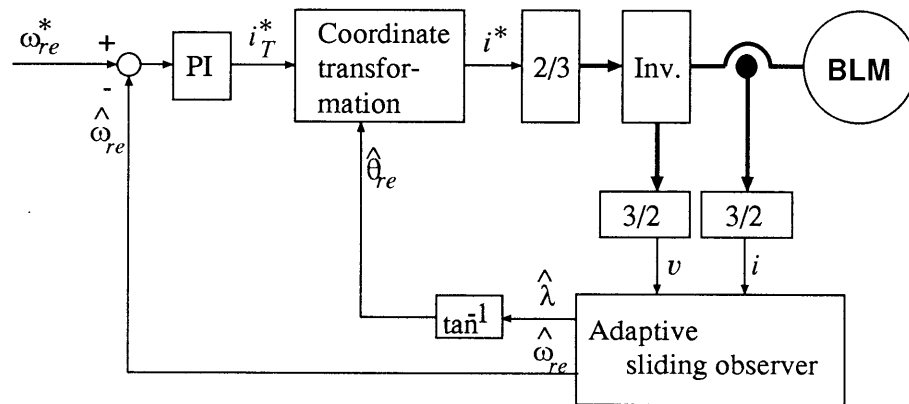 ω*re
+
-
ω̂re
PI
i*T
Coordinate
transfor-
mation
i*
2/3
Inv.
BLM
θ̂re
3/2
3/2
v
i
λ̂
tan⁻¹
ω̂re
Adaptive
sliding observer